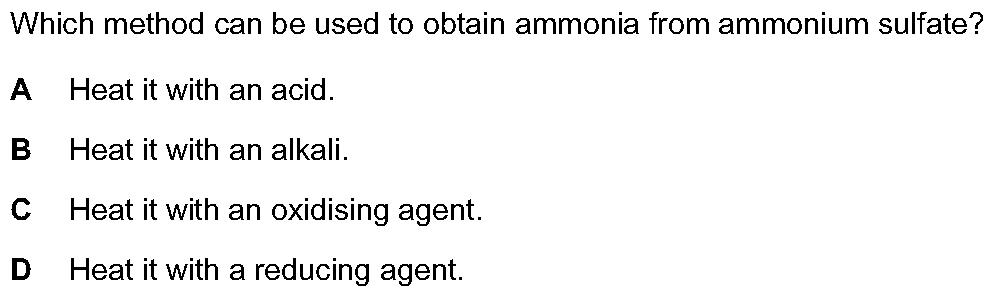 Which method can be used to obtain ammonia from ammonium sulfate?
A Heat it with an acid.
B Heat it with an alkali.
C Heat it with an oxidising agent.
D Heat it with a reducing agent.